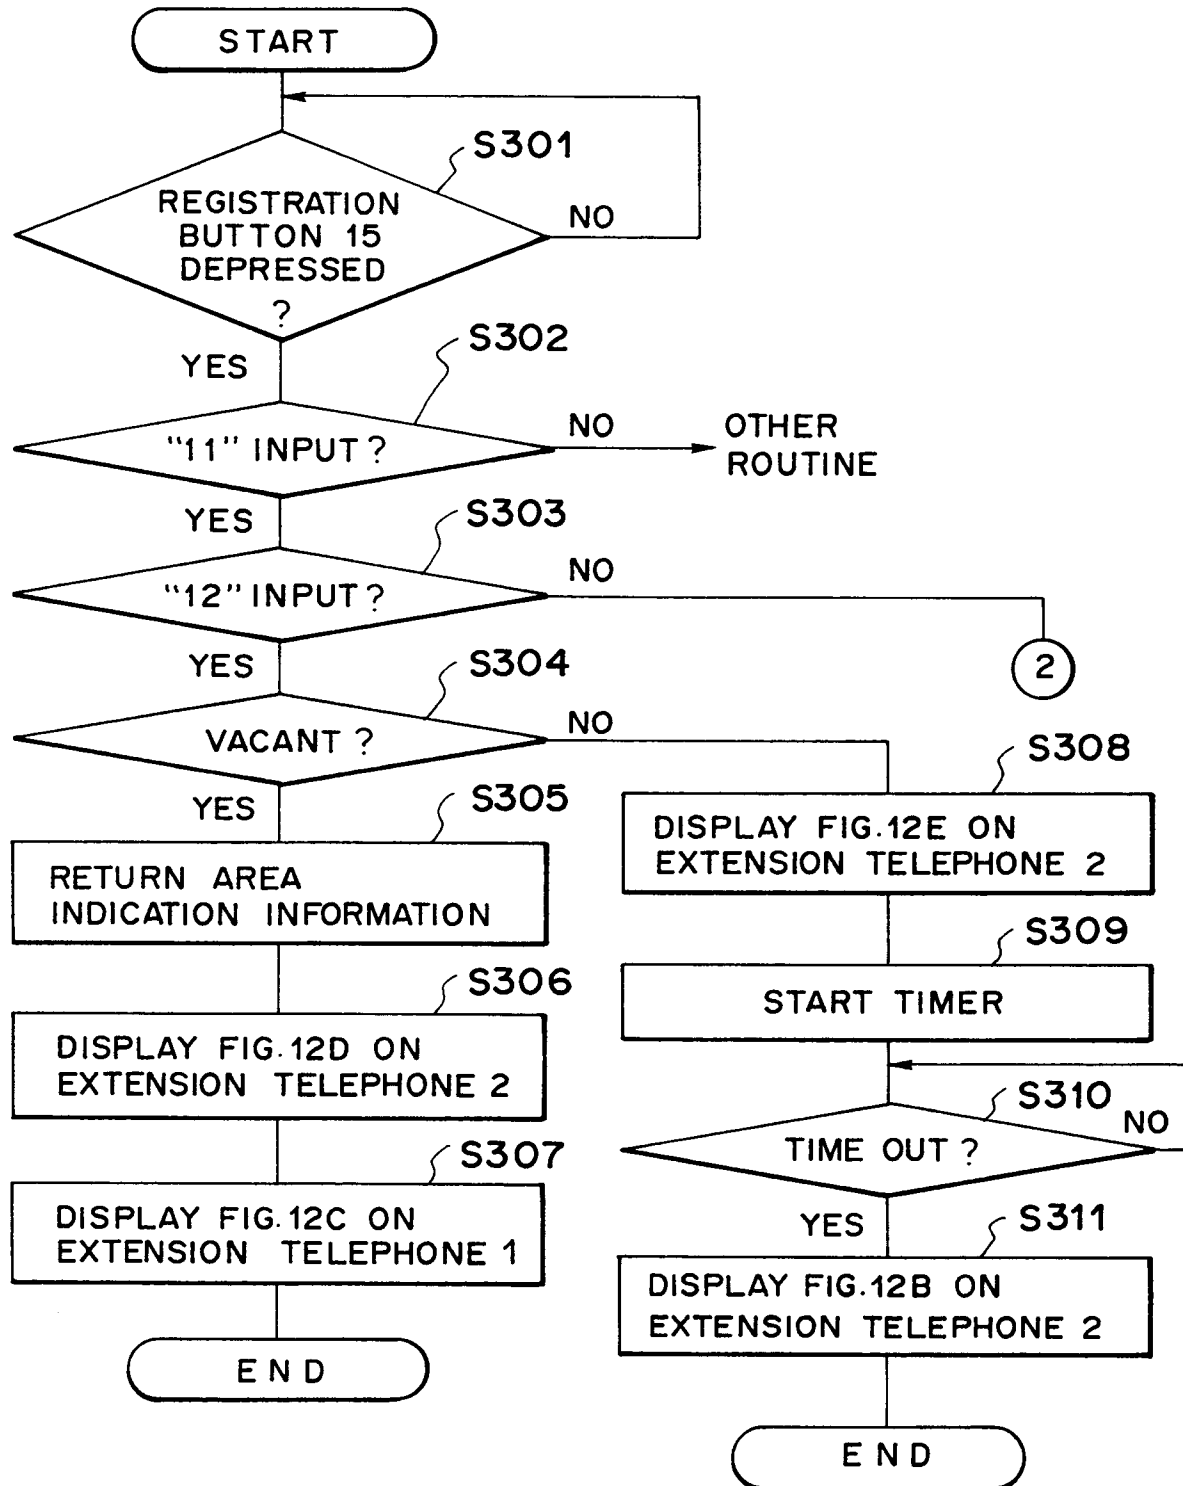 START
S301
REGISTRATION
BUTTON 15
DEPRESSED
?
NO
YES
S302
"11" INPUT?
NO
OTHER
ROUTINE
YES
S303
"12" INPUT?
NO
2
YES
S304
VACANT?
NO
YES
S305
RETURN AREA
INDICATION INFORMATION
S306
DISPLAY FIG.12D ON
EXTENSION TELEPHONE 2
S307
DISPLAY FIG.12C ON
EXTENSION TELEPHONE 1
END
S308
DISPLAY FIG.12E ON
EXTENSION TELEPHONE 2
S309
START TIMER
S310
TIME OUT?
NO
YES
S311
DISPLAY FIG.12B ON
EXTENSION TELEPHONE 2
END